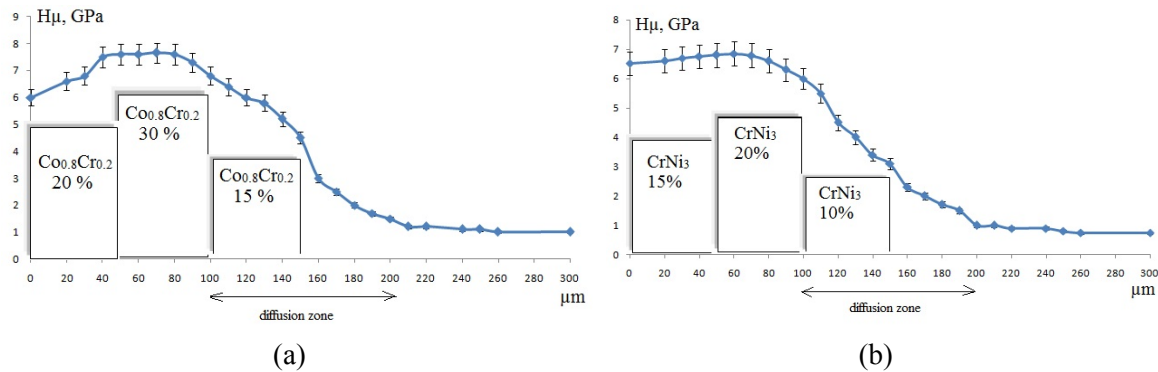 Hµ, GPa
9
8
7
6
5
4
3
2
1
0
Co0.8Cr0.2
20 %
Co0.8Cr0.2
30 %
Co0.8Cr0.2
15 %
0 20 40 60 80 100 120 140 160 180 200 220 240 260 280 300
µm
diffusion zone
(a)
Hµ, GPa
8
7
6
5
4
3
2
1
0
CrNi3
15%
CrNi3
20%
CrNi3
10%
0 20 40 60 80 100 120 140 160 180 200 220 240 260 280 300
µm
diffusion zone
(b)